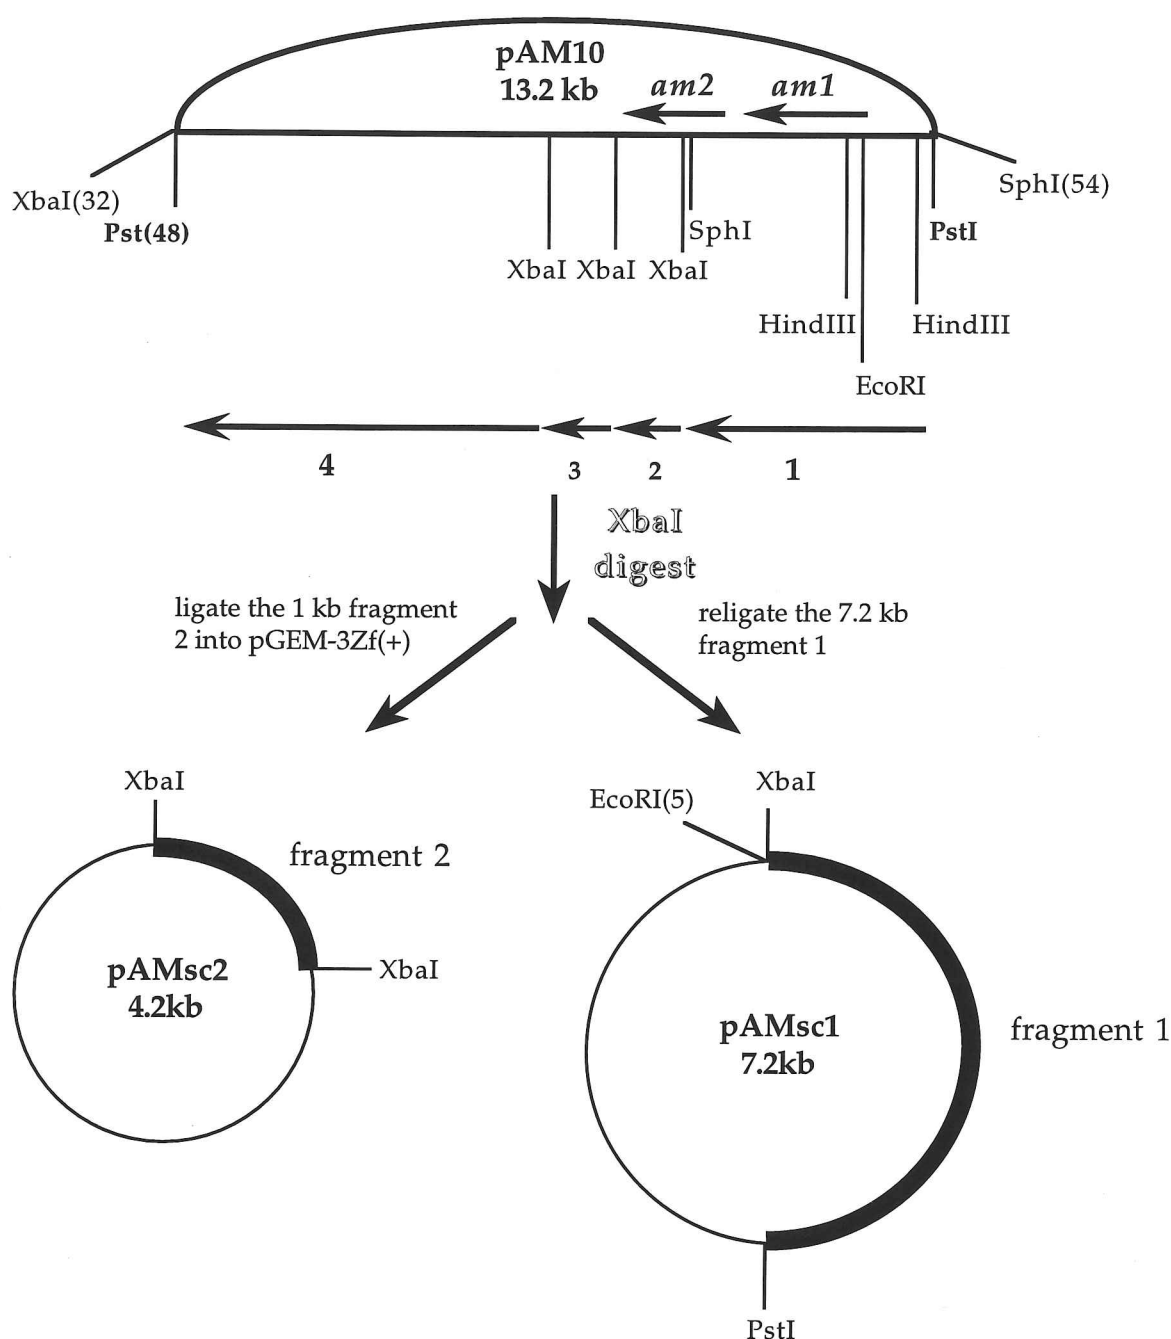 pAM10
13.2 kb
am2
am1
XbaI(32)
Pst(48)
SphI
PstI
SphI(54)
XbaI XbaI XbaI
HindIII
HindIII
EcoRI
4
3
2
1
XbaI
digest
ligate the 1 kb fragment
2 into pGEM-3Zf(+)
religate the 7.2 kb
fragment 1
XbaI
fragment 2
pAMsc2
4.2kb
XbaI
EcoRI(5)
XbaI
pAMsc1
7.2kb
fragment 1
PstI